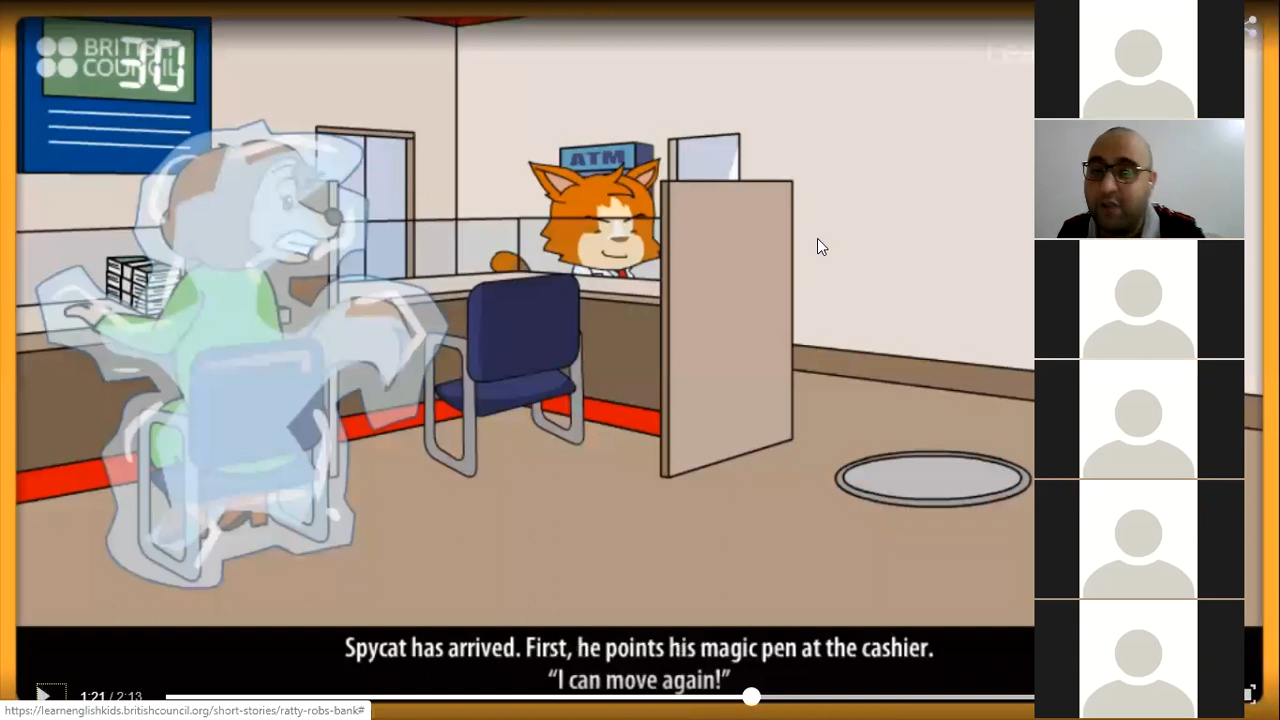 BRITISH
COUNCIL
30
ATM
Spycat has arrived. First, he points his magic pen at the cashier.
“I can move again!”
1:21 / 2:13
https://learnenglishkids.britishcouncil.org/short-stories/ratty-robs-bank#